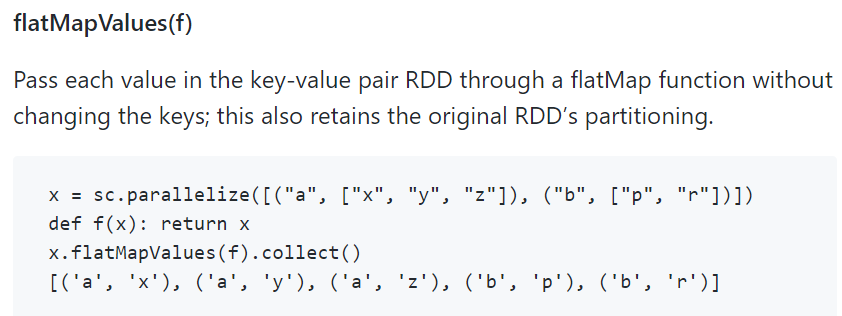 flatMapValues(f)
Pass each value in the key-value pair RDD through a flatMap function without
changing the keys; this also retains the original RDD’s partitioning.
x = sc.parallelize([("a", ["x", "y", "z"]), ("b", ["p", "r"])])
def f(x): return x
x.flatMapValues(f).collect()
[('a', 'x'), ('a', 'y'), ('a', 'z'), ('b', 'p'), ('b', 'r')]